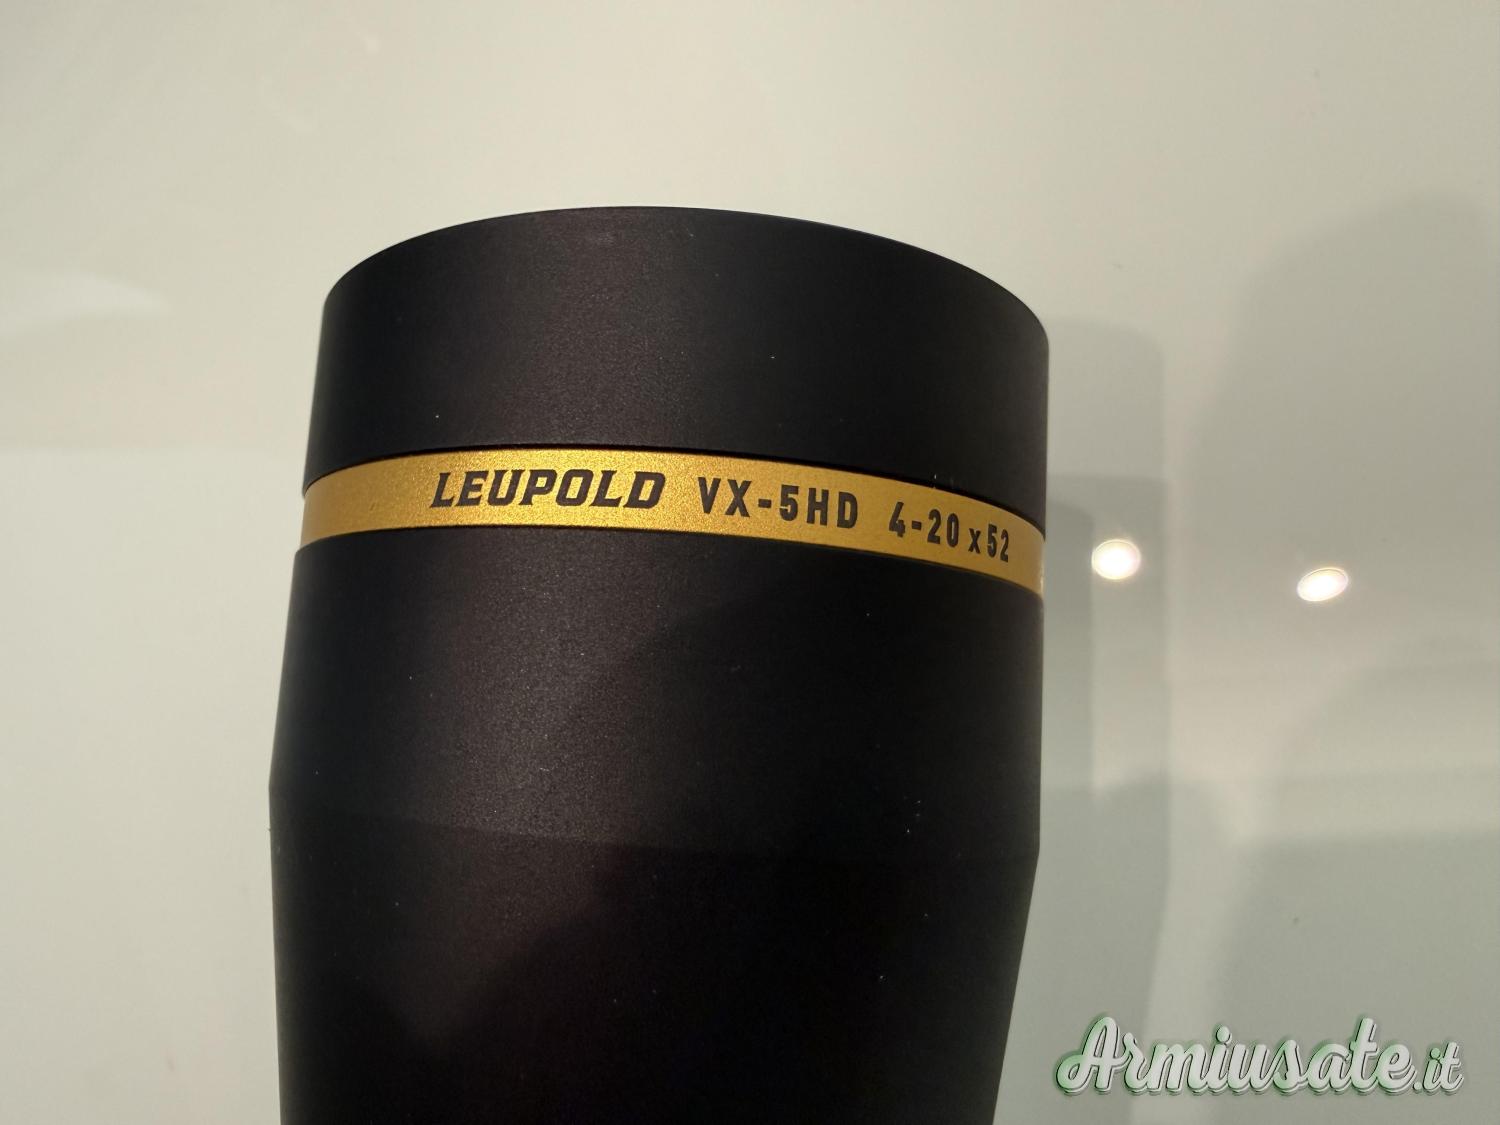 LEUPOLD VX-5HD 4-20x52
Armiusate.it